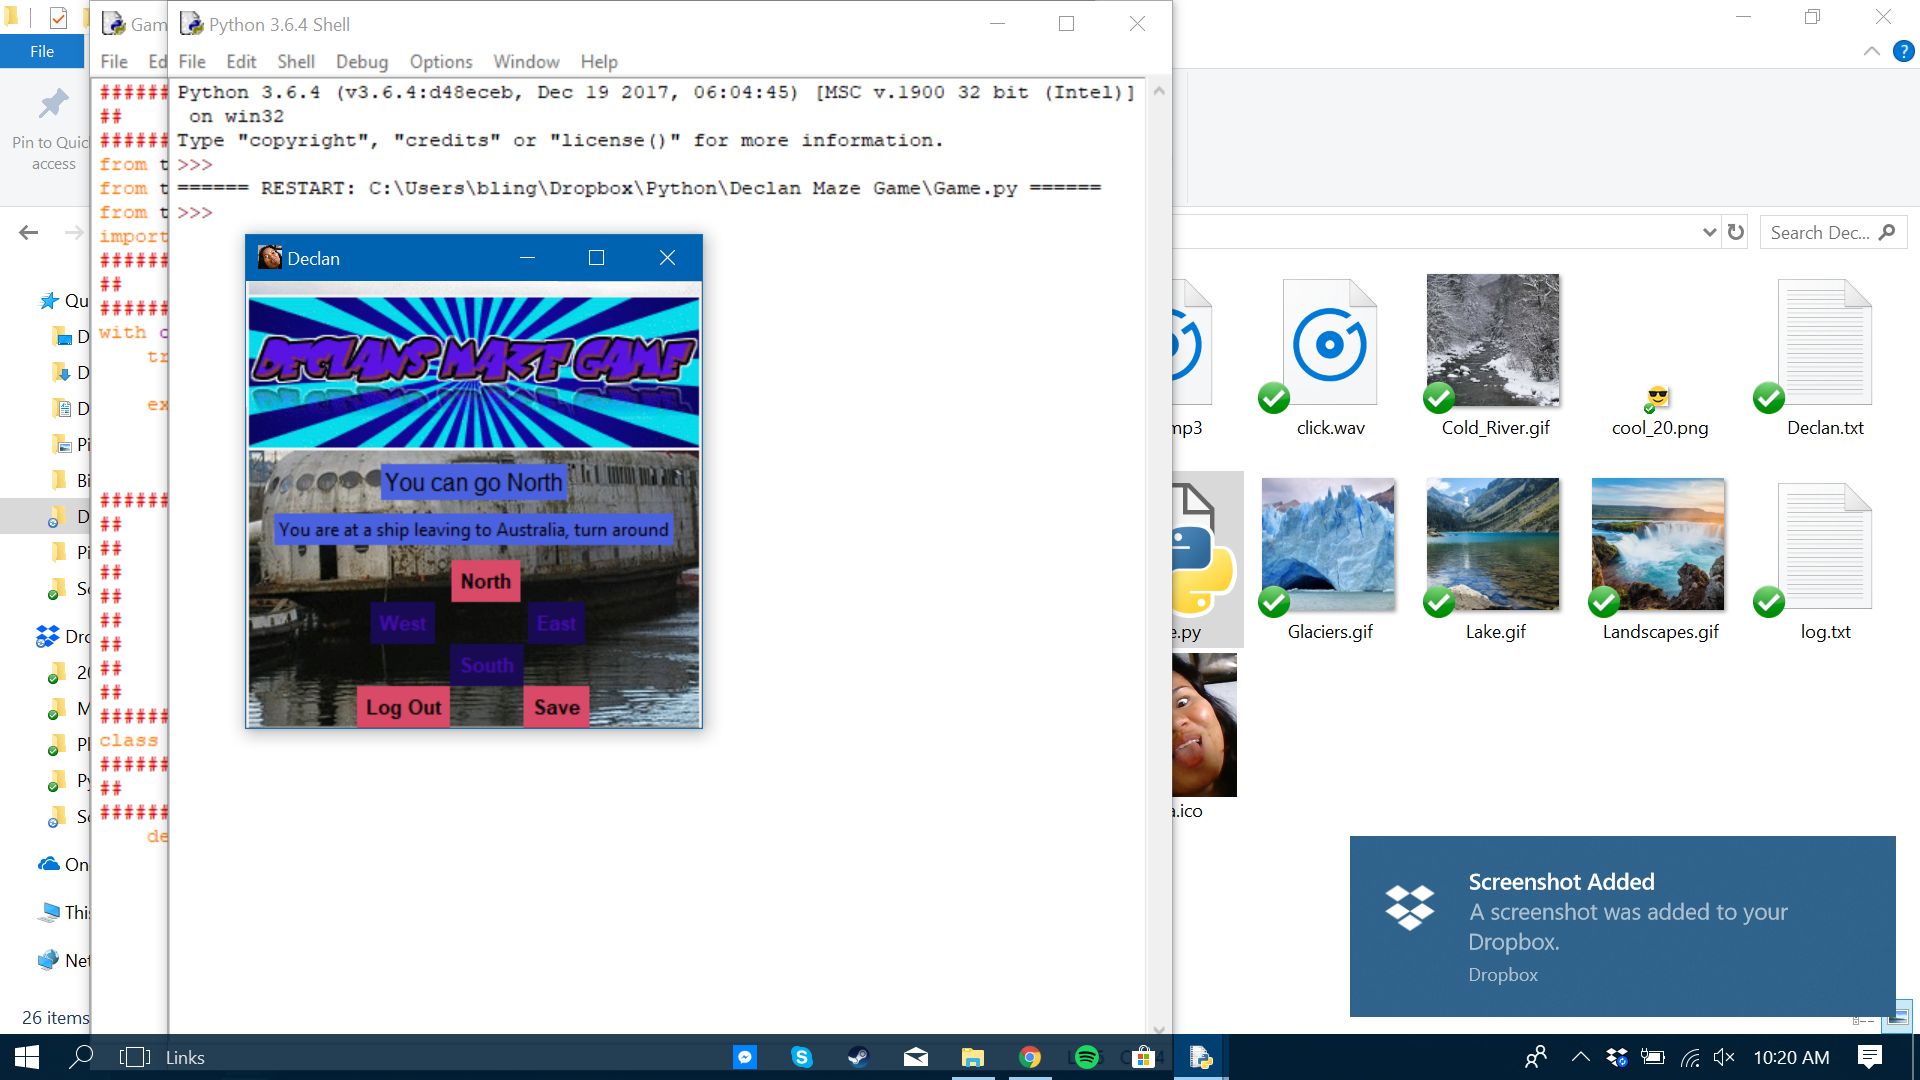 File
Pin to Quic
access
Gam
File Ed
#######
##
#######
from t
from t
from t
import
#######
##
#######
with c
tr
ex
#######
##
##
##
##
##
##
##
##
#######
class
#######
##
#######
de
Python 3.6.4 Shell
File Edit Shell Debug Options Window Help
Python 3.6.4 (v3.6.4:d48eceb, Dec 19 2017, 06:04:45) [MSC v.1900 32 bit (Intel)]
on win32
Type "copyright", "credits" or "license()" for more information.
>>>
====== RESTART: C:\Users\bling\Dropbox\Python\Declan Maze Game\Game.py ======
>>>
Declan
DECLANS MAZE GAME
You can go North
You are at a ship leaving to Australia, turn around
North
West East
South
Log Out Save
Qu
D
D
D
Pi
Bi
D
Pi
Sc
Dro
20
M
Pl
Py
Sc
On
This
Net
26 items
Search Dec...
mp3 click.wav Cold_River.gif cool_20.png Declan.txt
e.py Glaciers.gif Lake.gif Landscapes.gif log.txt
a.ico
Screenshot Added
A screenshot was added to your
Dropbox.
Dropbox
Links
10:20 AM